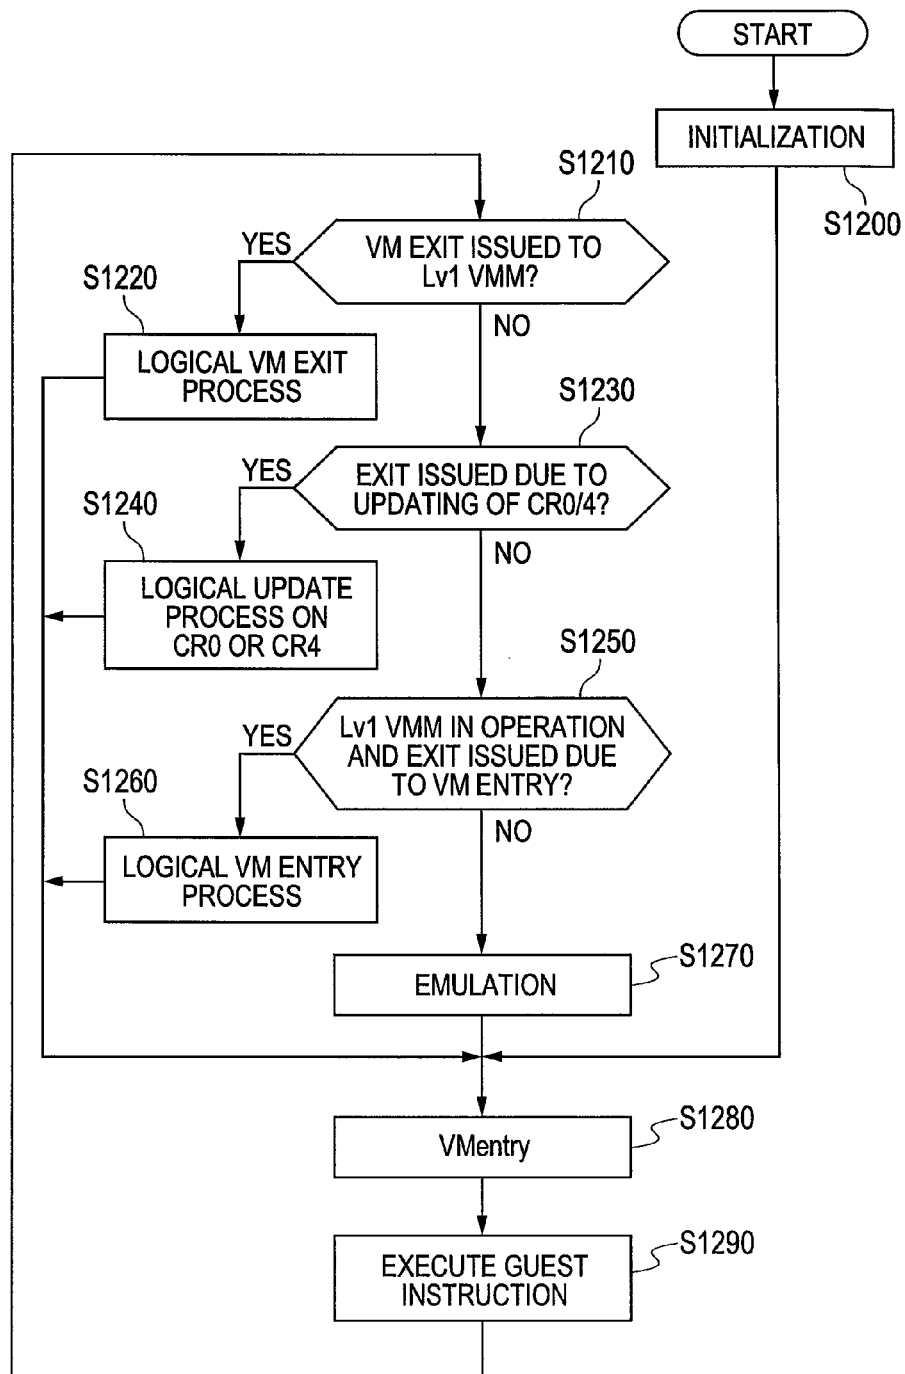 START
INITIALIZATION
S1200
S1210
VM EXIT ISSUED TO
Lv1 VMM?
YES
NO
S1220
LOGICAL VM EXIT
PROCESS
S1230
EXIT ISSUED DUE TO
UPDATING OF CR0/4?
YES
NO
S1240
LOGICAL UPDATE
PROCESS ON
CR0 OR CR4
S1250
Lv1 VMM IN OPERATION
AND EXIT ISSUED DUE
TO VM ENTRY?
YES
NO
S1260
LOGICAL VM ENTRY
PROCESS
S1270
EMULATION
S1280
VMentry
S1290
EXECUTE GUEST
INSTRUCTION